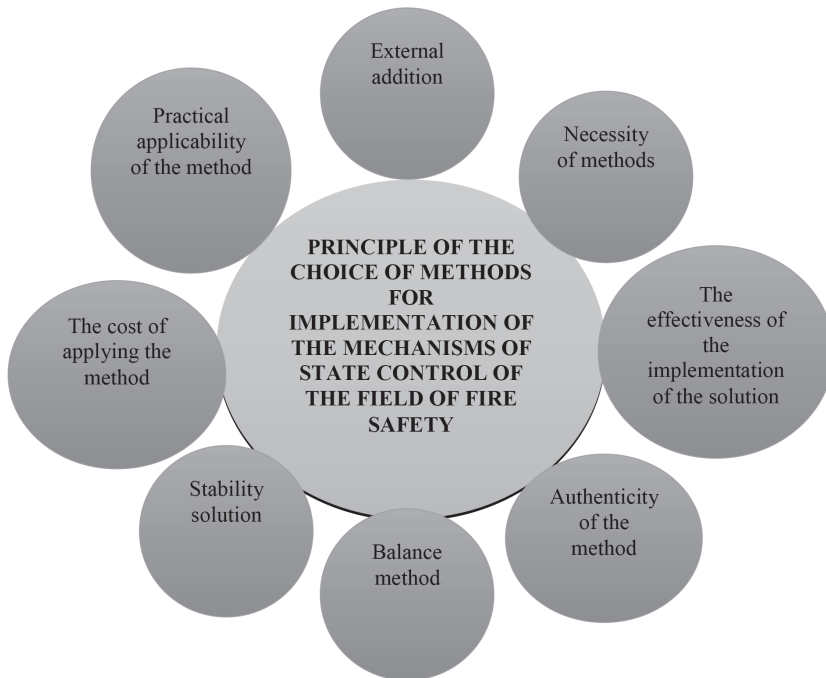 External
addition
Necessity
of methods
The
effectiveness of
the
implementation
of the solution
Authenticity
of the
method
Balance
method
Stability
solution
The cost of
applying the
method
Practical
applicability
of the method
PRINCIPLE OF THE
CHOICE OF METHODS
FOR
IMPLEMENTATION OF
THE MECHANISMS OF
STATE CONTROL OF
THE FIELD OF FIRE
SAFETY